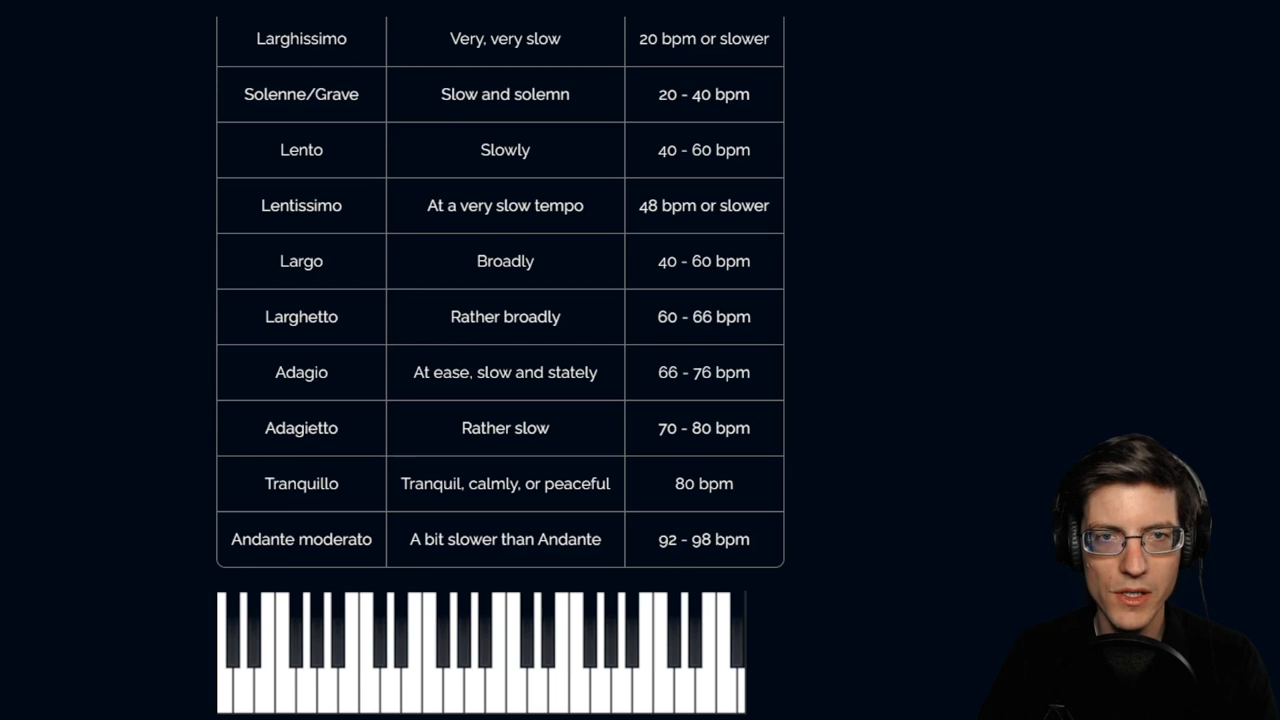 Larghissimo Very, very slow 20 bpm or slower
Solenne/Grave Slow and solemn 20 - 40 bpm
Lento Slowly 40 - 60 bpm
Lentissimo At a very slow tempo 48 bpm or slower
Largo Broadly 40 - 60 bpm
Larghetto Rather broadly 60 - 66 bpm
Adagio At ease, slow and stately 66 - 76 bpm
Adagietto Rather slow 70 - 80 bpm
Tranquillo Tranquil, calmly, or peaceful 80 bpm
Andante moderato A bit slower than Andante 92 - 98 bpm